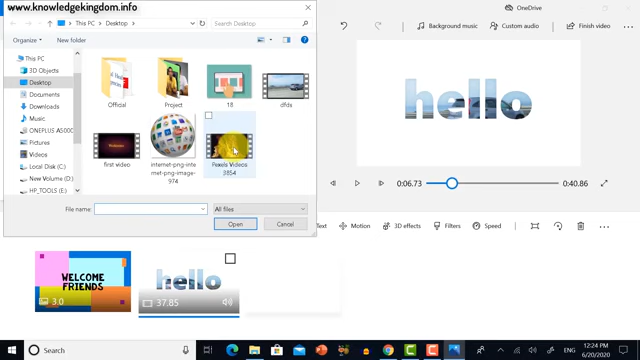 www.knowledgekingdom.info
OneDrive
This PC
Desktop
Background music
Custom audio
Finish video
Organize
New folder
This PC
3D Objects
Desktop
Documents
Downloads
Music
ONEPLUS A5000
Pictures
Videos
Local Disk (C:)
New Volume (D:)
HP_TOOLS (E:)
Official
Project
18
dfds
first video
internet-png-inte
rnet-png-image-
974
Pexels Videos
3854
hello
0:06.73
0:40.86
File name:
All files
Open
Cancel
Text
Motion
3D effects
Filters
Speed
WELCOME
FRIENDS
3.0
hello
37.85
Search
ENG
12:24 PM
6/20/2020